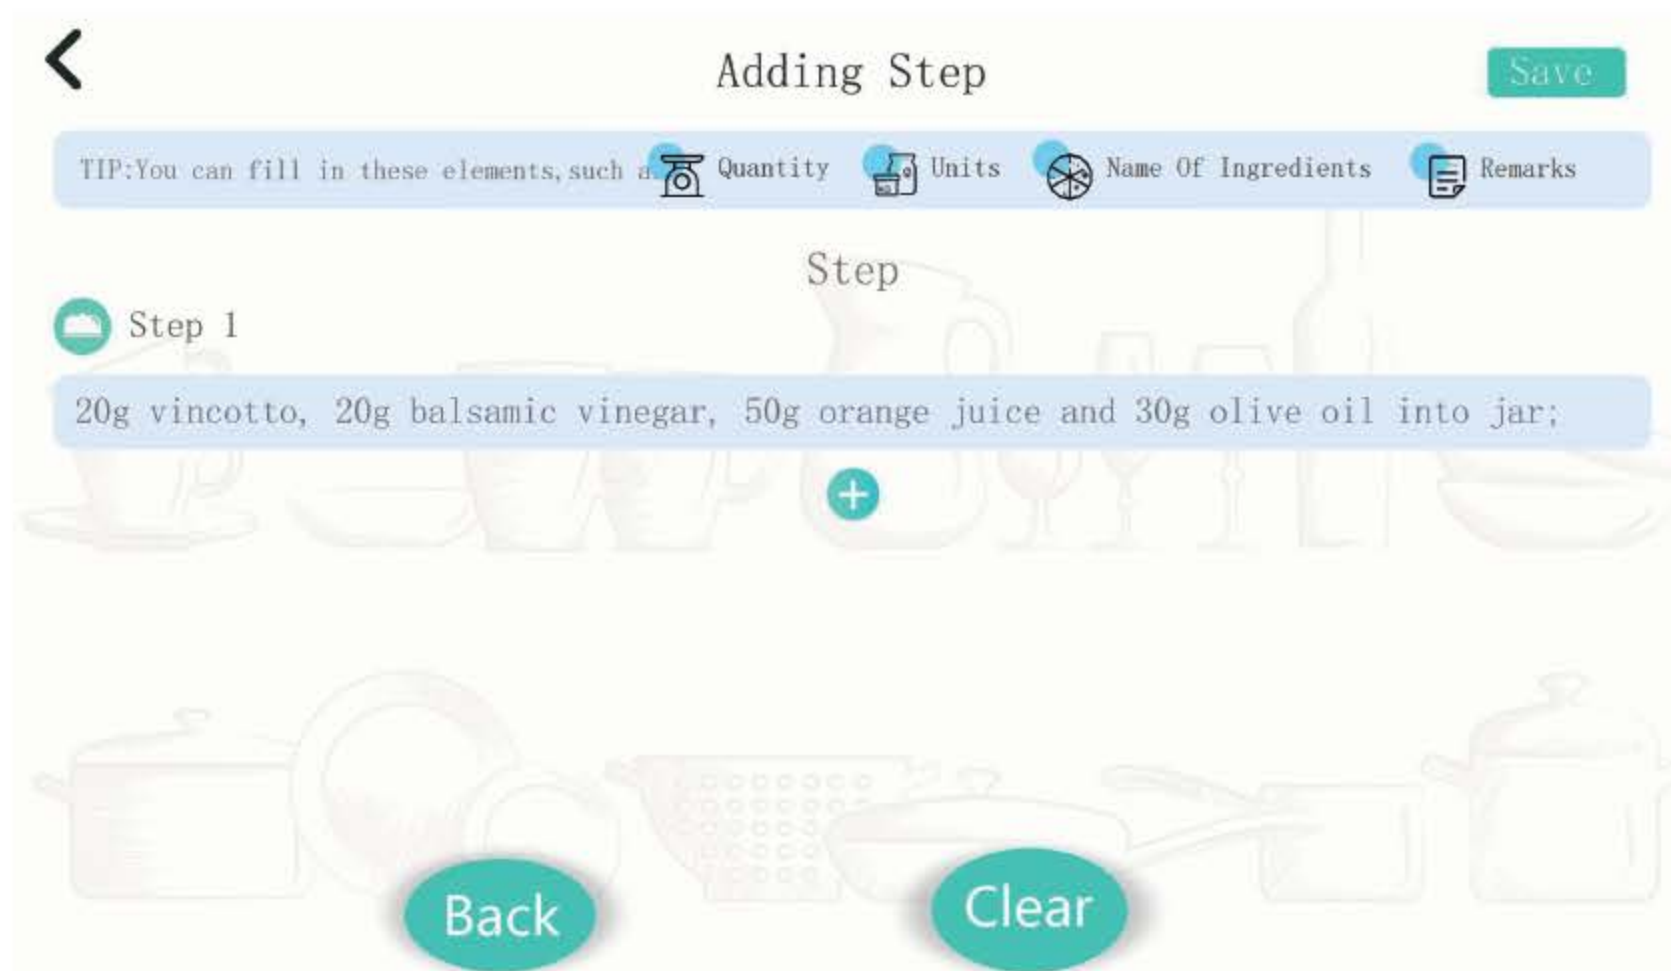 Adding Step
Save
TIP:You can fill in these elements,such a
Quantity
Units
Name Of Ingredients
Remarks
Step
Step 1
20g vincotto, 20g balsamic vinegar, 50g orange juice and 30g olive oil into jar;
Back
Clear